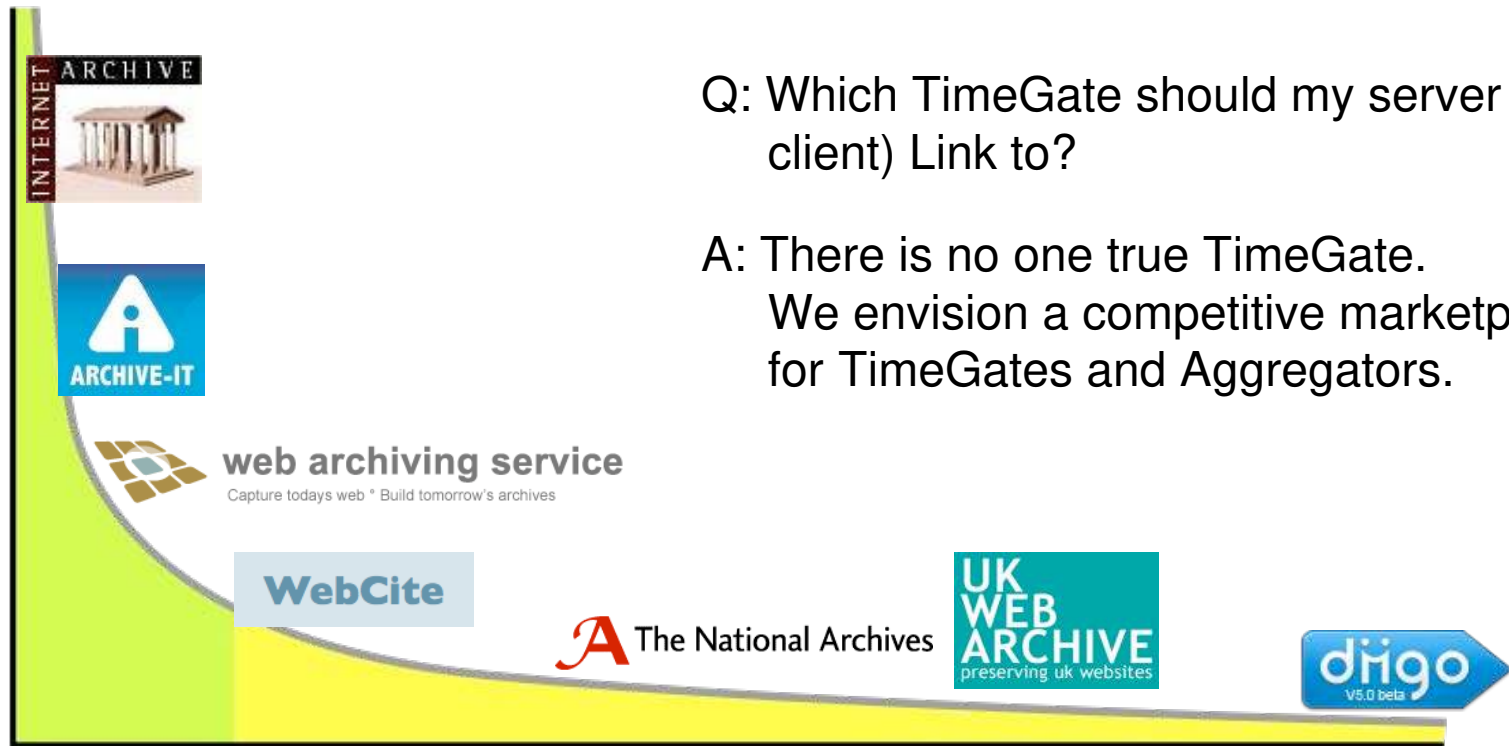 INTERNET ARCHIVE
Q: Which TimeGate should my server
client) Link to?
A: There is no one true TimeGate.
We envision a competitive
for TimeGates and Aggregators.
ARCHIVE-IT
web archiving service
Capture todays web * Build tomorrow's archives
WebCite
The National Archives
UK
WEB
ARCHIVE
preserving uk websites
diigo
V5.0 beta